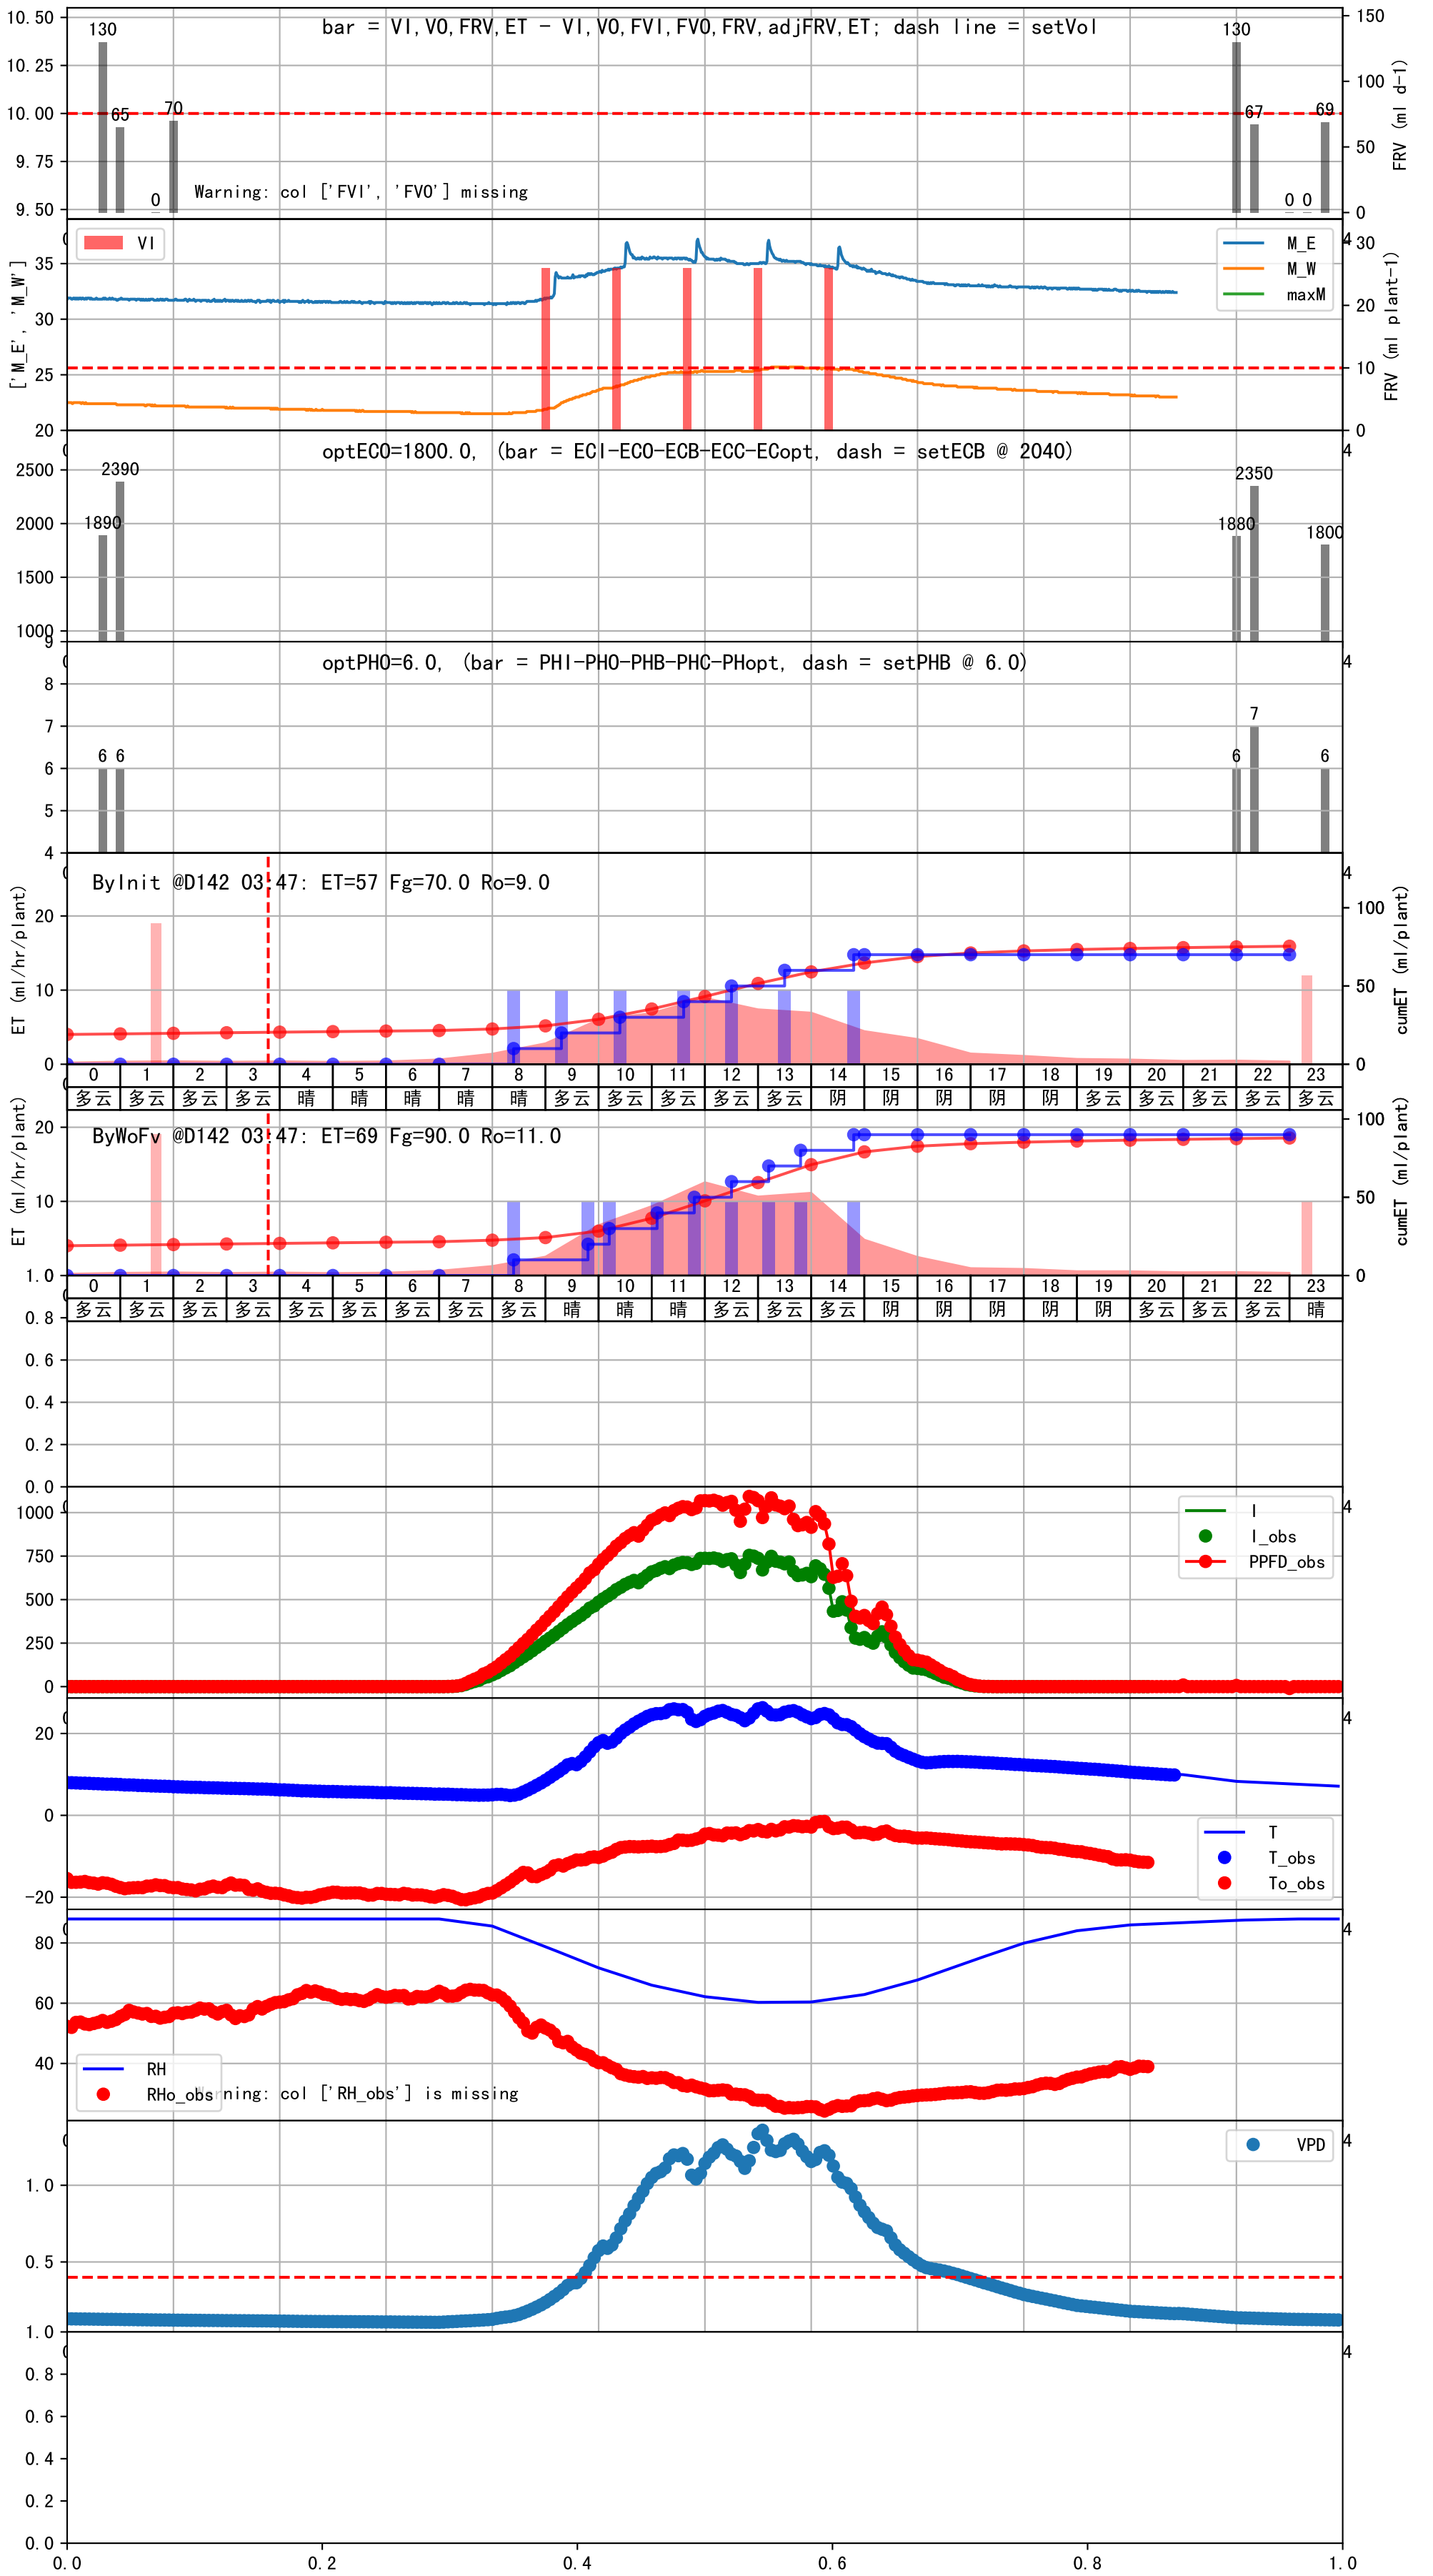 bar = VI,VO,FRV,ET - VI,VO,FVI,FVO,FRV,adjFRV,ET; dash line = setVol
10.50
10.25
10.00
9.75
9.50
150
100
50
0
FRV (ml d-1)
130
65
0
70
130
67
0 0
69
Warning: col ['FVI', 'FVO'] missing
['M_E', 'M_W']
35
30
25
20
30
20
10
0
FRV (ml plant-1)
VI
M_E
M_W
maxM
4
optECO=1800.0, (bar = ECI-ECO-ECB-ECC-ECopt, dash = setECB @ 2040)
2500
2000
1500
1000
1890
2390
1880
2350
1800
4
optPHO=6.0, (bar = PHI-PHO-PHB-PHC-PHopt, dash = setPHB @ 6.0)
9
8
7
6
5
4
6 6
6
7
6
4
ByInit @D142 03:47: ET=57 Fg=70.0 Ro=9.0
ET (ml/hr/plant)
20
10
0
100
50
0
cumET (ml/plant)
4
0 1 2 3 4 5 6 7 8 9 10 11 12 13 14 15 16 17 18 19 20 21 22 23
多云 多云 多云 多云 晴 晴 晴 晴 晴 多云 多云 多云 多云 多云 阴 阴 阴 阴 阴 多云 多云 多云 多云 多云
ByWoFv @D142 03:47: ET=69 Fg=90.0 Ro=11.0
ET (ml/hr/plant)
20
10
100
50
0
cumET (ml/plant)
0 1 2 3 4 5 6 7 8 9 10 11 12 13 14 15 16 17 18 19 20 21 22 23
多云 多云 多云 多云 多云 多云 多云 多云 多云 晴 晴 晴 多云 多云 多云 阴 阴 阴 阴 阴 多云 多云 多云 晴
1.0
0.8
0.6
0.4
0.2
0.0
1000
750
500
250
0
I
I_obs
PPFD_obs
4
20
0
-20
T
T_obs
To_obs
4
80
60
40
RH
RHo_obs
rning: col ['RH_obs'] is missing
4
1.0
0.5
VPD
4
1.0
0.8
0.6
0.4
0.2
0.0
4
0.0 0.2 0.4 0.6 0.8 1.0